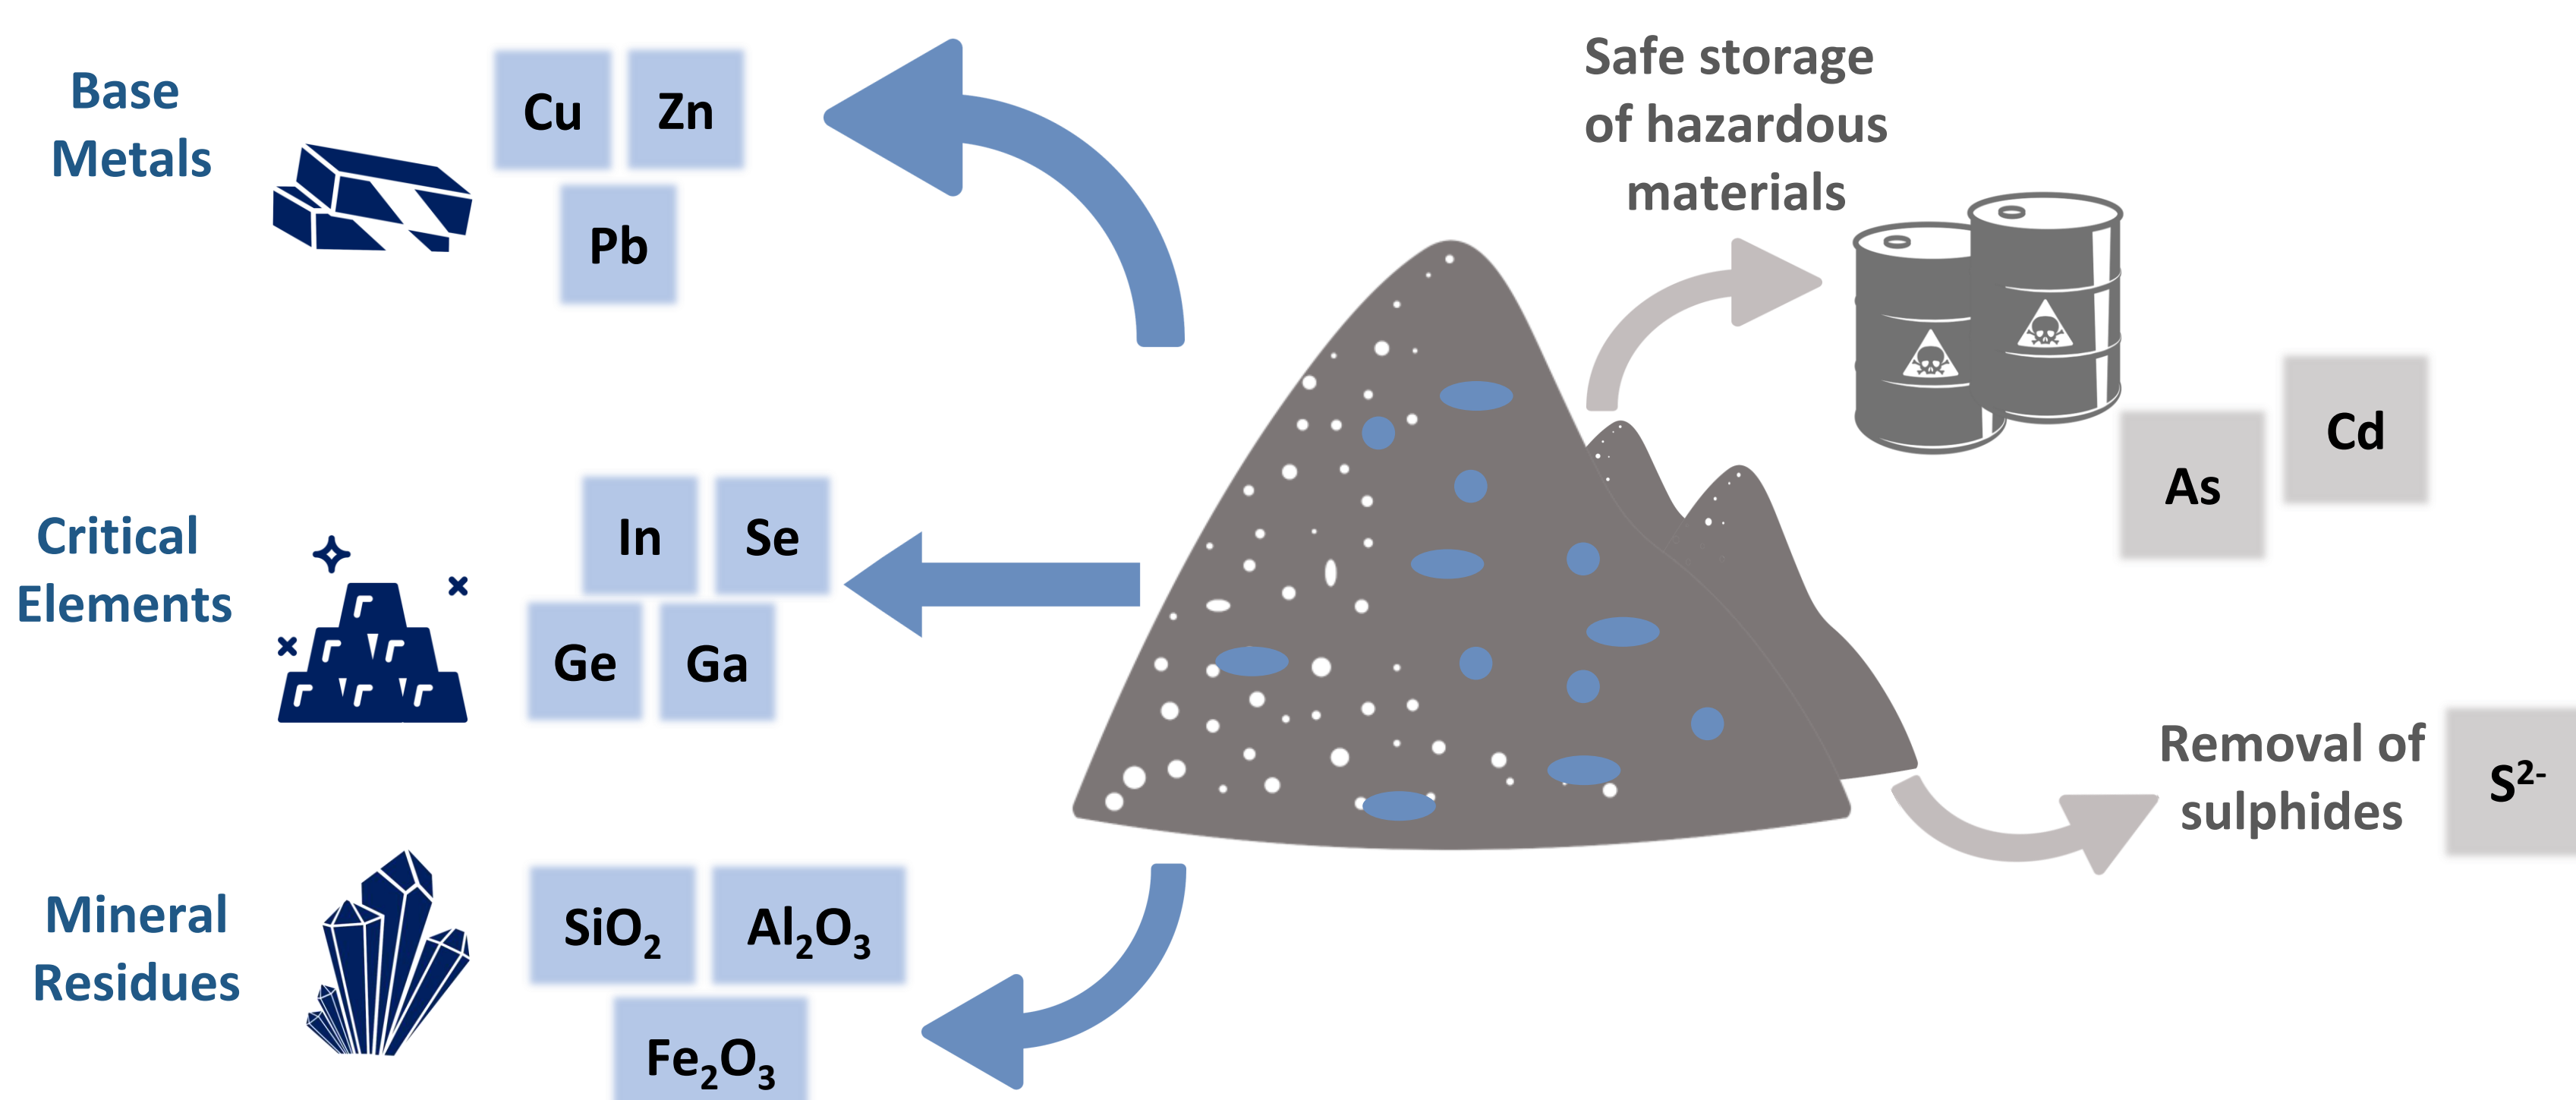 Base
Metals
Cu Zn
Pb
Critical
Elements
In Se
Ge Ga
Mineral
Residues
SiO₂ Al₂O₃
Fe₂O₃
Safe storage
of hazardous
materials
As
Cd
Removal of
sulphides
S²⁻